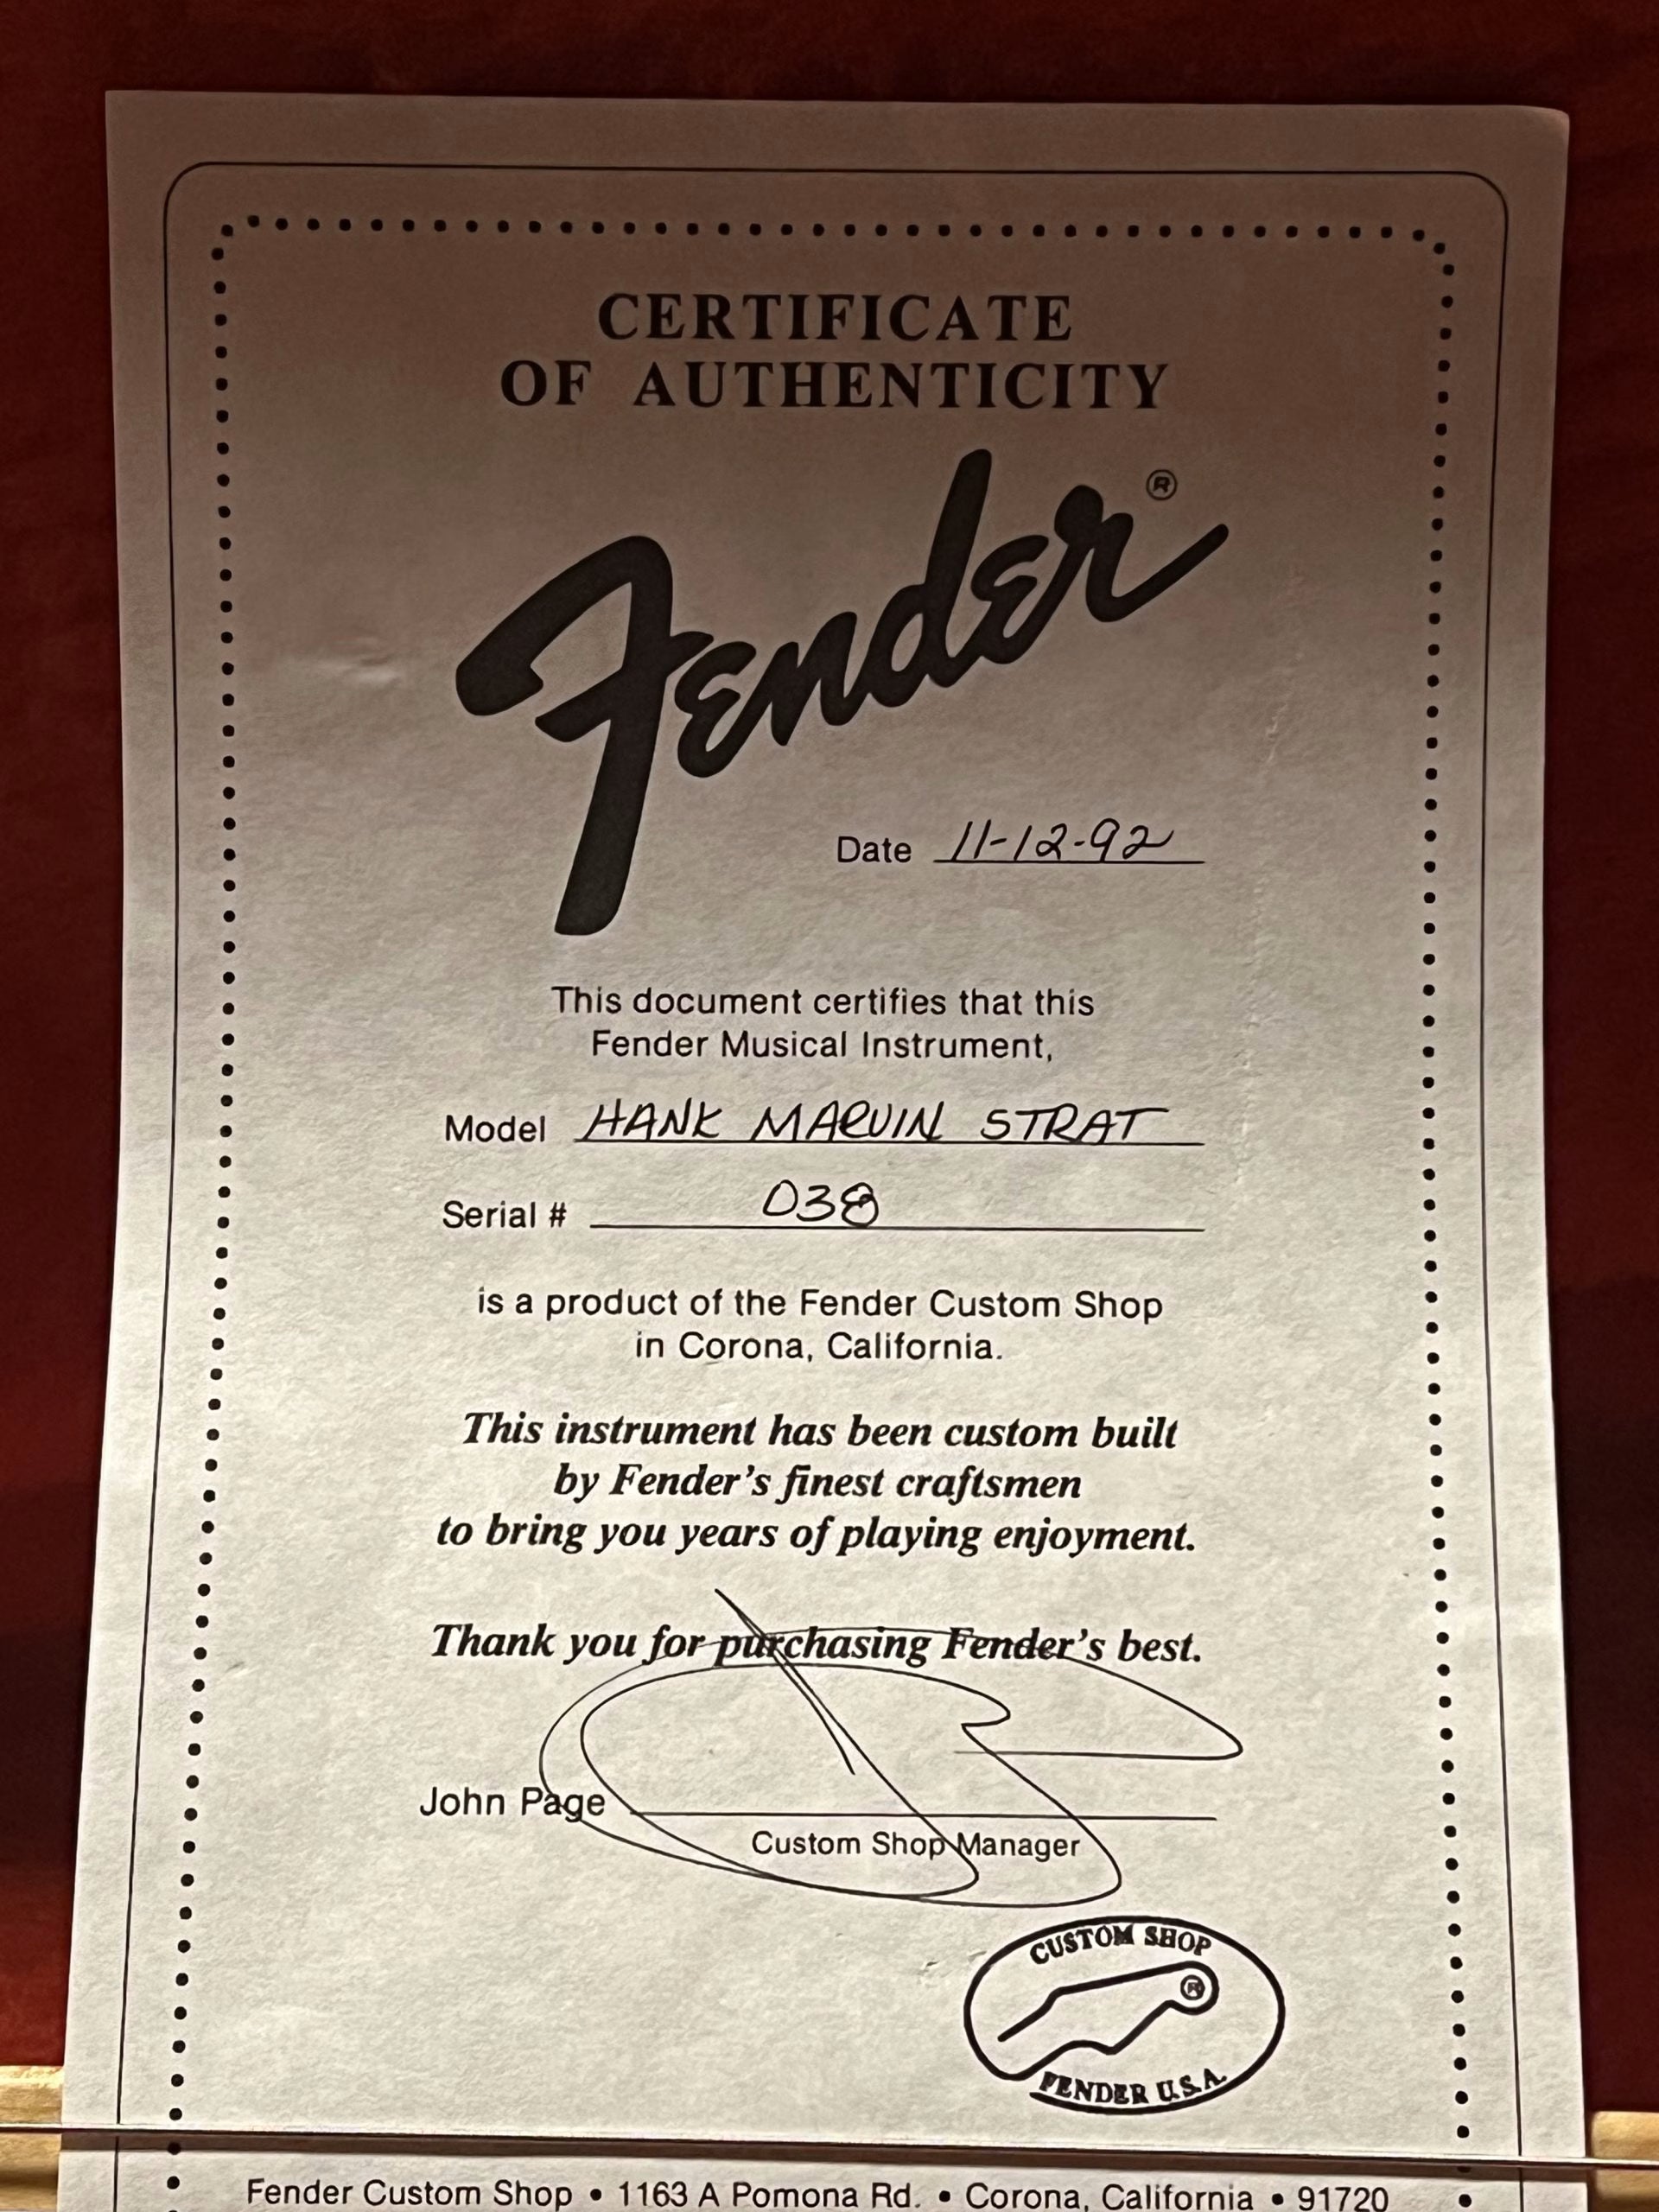 CERTIFICATE
OF AUTHENTICITY
Fender®
Date 11-12-92
This document certifies that this
Fender Musical Instrument,
Model HANK MARVIN STRAT
Serial # 038
is a product of the Fender Custom Shop
in Corona, California.
This instrument has been custom built
by Fender's finest craftsmen
to bring you years of playing enjoyment.
Thank you for purchasing Fender's best.
John Page
Custom Shop Manager
CUSTOM SHOP
®
FENDER U.S.A.
Fender Custom Shop • 1163 A Pomona Rd. • Corona, California • 91720